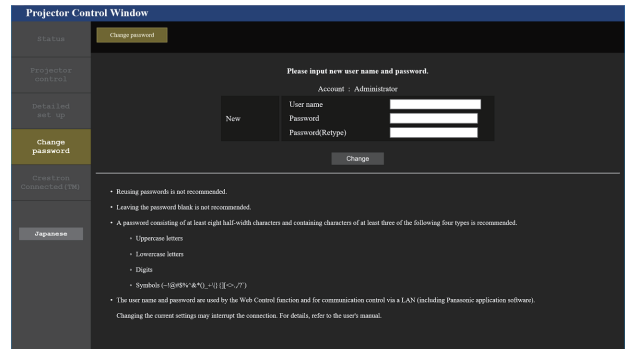 Projector Control Window
Status
Change password
Projector
control
Please input new user name and password.
Account : Administrator
Detailed
set up
User name
New
Password
Password(Retype)
Change
password
Change
Crestron
Connected(TM)
• Reusing passwords is not recommended.
• Leaving the password blank is not recommended.
• A password consisting of at least eight half-width characters and containing characters of at least three of the following four types is recommended.
Japanese
• Uppercase letters
• Lowercase letters
• Digits
• Symbols (~!@#$%^&*()_+\{}|][<>,./?`)
• The user name and password are used by the Web Control function and for communication control via a LAN (including Panasonic application software).
Changing the current settings may interrupt the connection. For details, refer to the user's manual.